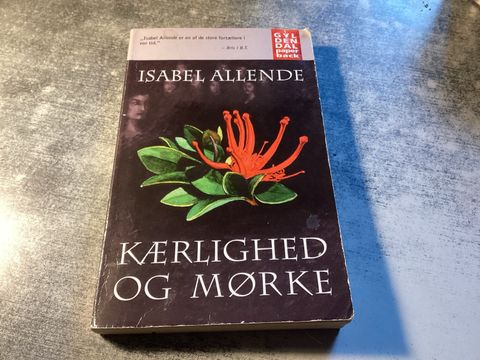 „Isabel Allende er en af de store fortællere i
vor tid."
– Bris i B.T.
GYL
DEN
DAL
paper
back
ISABEL ALLENDE
KÆRLIGHED
OG MØRKE